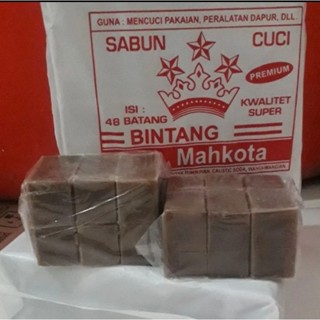 GUNA : MENCUCI PAKAIAN, PERALATAN DAPUR, DLL.
SABUN CUCI
PREMIUM
ISI :
48 BATANG
KWALITET
SUPER
BINTANG
Mahkota